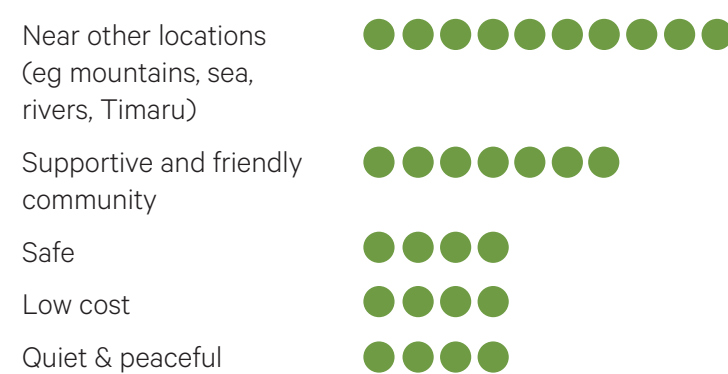 Near other locations
(eg mountains, sea,
rivers, Timaru)
Supportive and friendly
community
Safe
Low cost
Quiet & peaceful